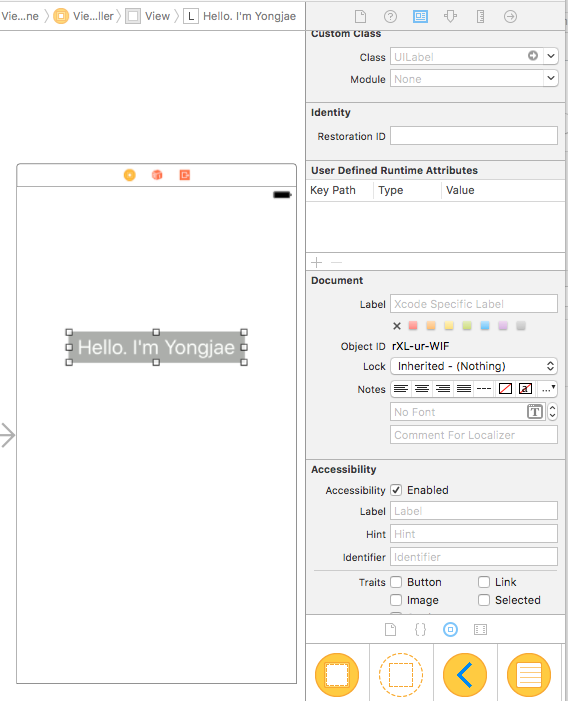 Vie...ne 〉 Vie...ller 〉 View 〉 L Hello. I'm Yongjae
Hello. I'm Yongjae
Custom Class
Class UILabel
Module None
Identity
Restoration ID
User Defined Runtime Attributes
Key Path Type Value
Document
Label Xcode Specific Label
Object ID rXL-ur-WIF
Lock Inherited - (Nothing)
Notes
No Font T
Comment For Localizer
Accessibility
Accessibility Enabled
Label Label
Hint Hint
Identifier Identifier
Traits Button Link
Image Selected